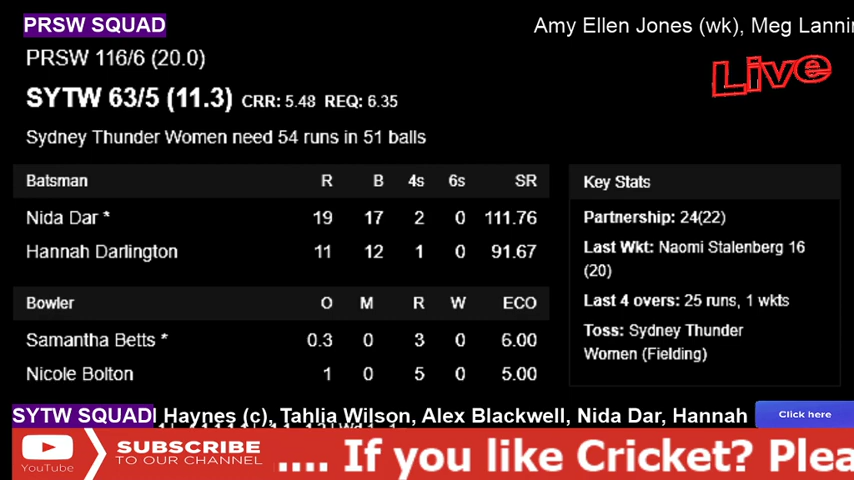 PRSW SQUAD Amy Ellen Jones (wk), Meg Lannin
PRSW 116/6 (20.0)
Live
SYTW 63/5 (11.3) CRR: 5.48 REQ: 6.35
Sydney Thunder Women need 54 runs in 51 balls
Batsman R B 4s 6s SR
Nida Dar * 19 17 2 0 111.76
Hannah Darlington 11 12 1 0 91.67
Bowler O M R W ECO
Samantha Betts * 0.3 0 3 0 6.00
Nicole Bolton 1 0 5 0 5.00
Key Stats
Partnership: 24(22)
Last Wkt: Naomi Stalenberg 16
(20)
Last 4 overs: 25 runs, 1 wkts
Toss: Sydney Thunder
Women (Fielding)
SYTW SQUAD Haynes (c), Tahlia Wilson, Alex Blackwell, Nida Dar, Hannah
Click here
YouTube
SUBSCRIBE
TO OUR CHANNEL
.... If you like Cricket? Plea